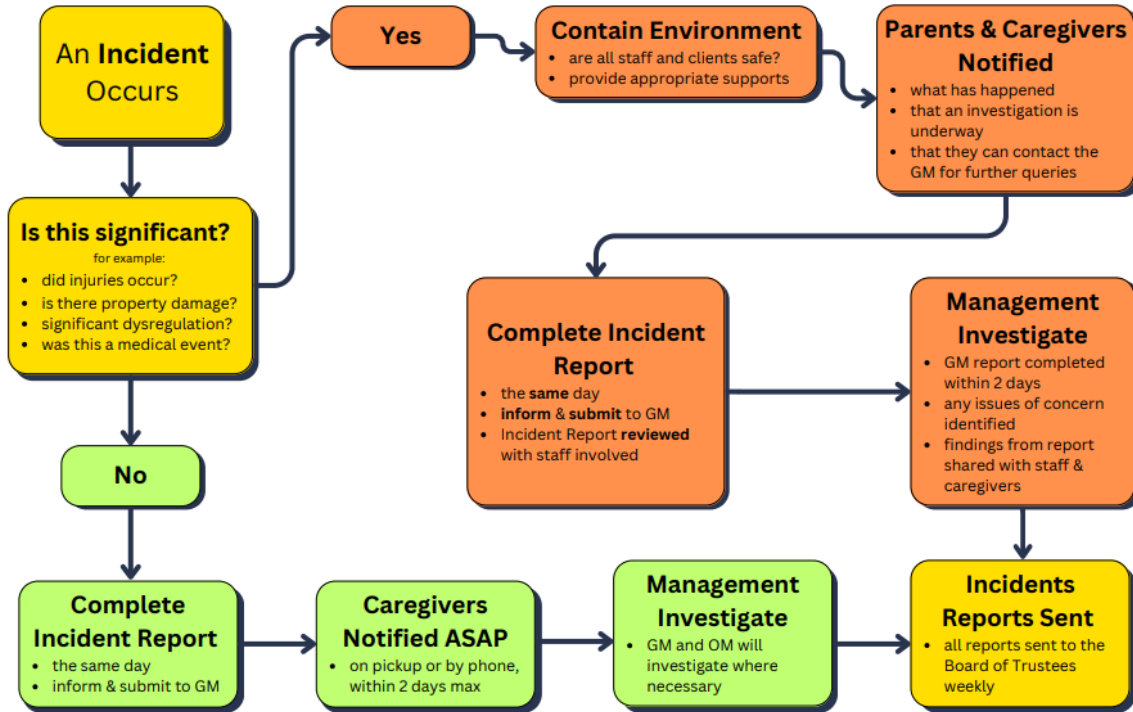 An Incident
Occurs
Is this significant?
for example:
• did injuries occur?
• is there property damage?
• significant dysregulation?
• was this a medical event?
Yes
Contain Environment
• are all staff and clients safe?
• provide appropriate supports
Parents & Caregivers
Notified
• what has happened
• that an investigation is
underway
• that they can contact the
GM for further queries
Complete Incident
Report
• the same day
• inform & submit to GM
• Incident Report reviewed
with staff involved
Management
Investigate
• GM report completed
within 2 days
• any issues of concern
identified
• findings from report
shared with staff &
caregivers
No
Complete
Incident Report
• the same day
• inform & submit to GM
Caregivers
Notified ASAP
• on pickup or by phone,
within 2 days max
Management
Investigate
• GM and OM will
investigate where
necessary
Incidents
Reports Sent
• all reports sent to the
Board of Trustees
weekly